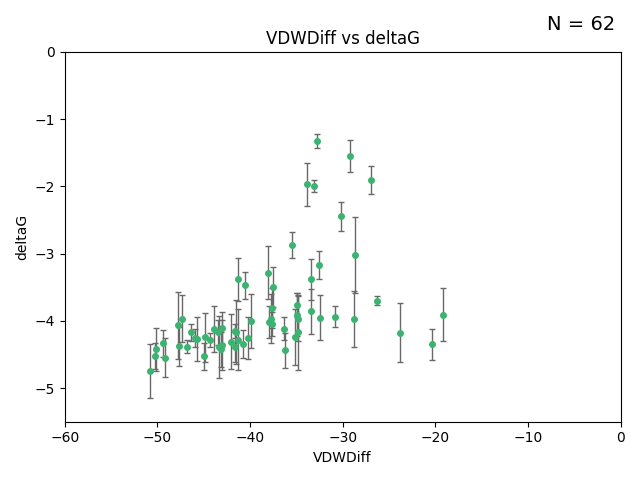 N = 62
VDWDiff vs deltaG
0
−1
−2
−3
−4
−5
deltaG
−60 −50 −40 −30 −20 −10 0
VDWDiff